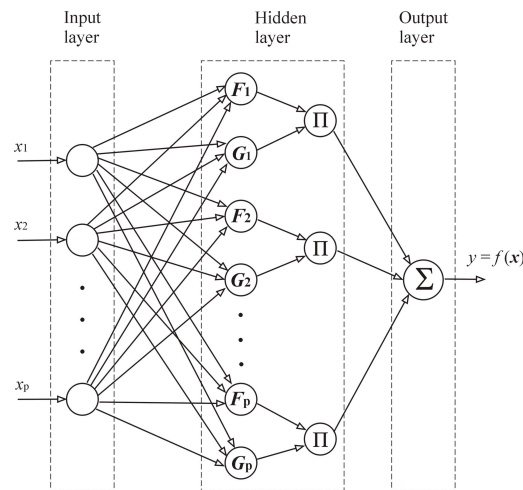 Input
layer
Hidden
layer
Output
layer
x1
x2
xp
F1
G1
F2
G2
Fp
Gp
Π
Π
Π
Σ
y = f(x)